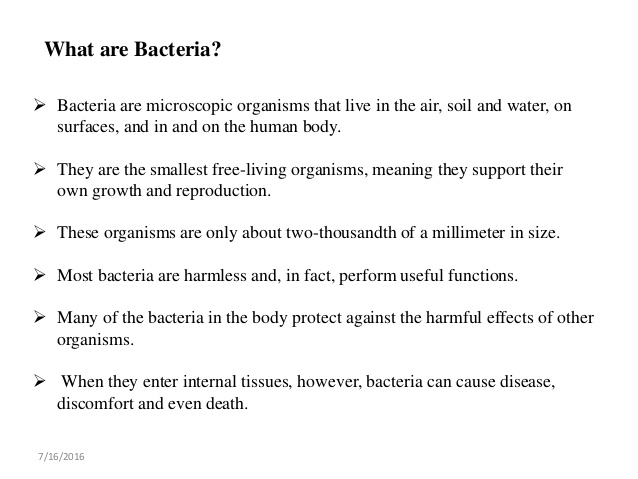 What are Bacteria?
➢ Bacteria are microscopic organisms that live in the air, soil and water, on
surfaces, and in and on the human body.
➢ They are the smallest free-living organisms, meaning they support their
own growth and reproduction.
➢ These organisms are only about two-thousandth of a millimeter in size.
➢ Most bacteria are harmless and, in fact, perform useful functions.
➢ Many of the bacteria in the body protect against the harmful effects of other
organisms.
➢ When they enter internal tissues, however, bacteria can cause disease,
discomfort and even death.
7/16/2016